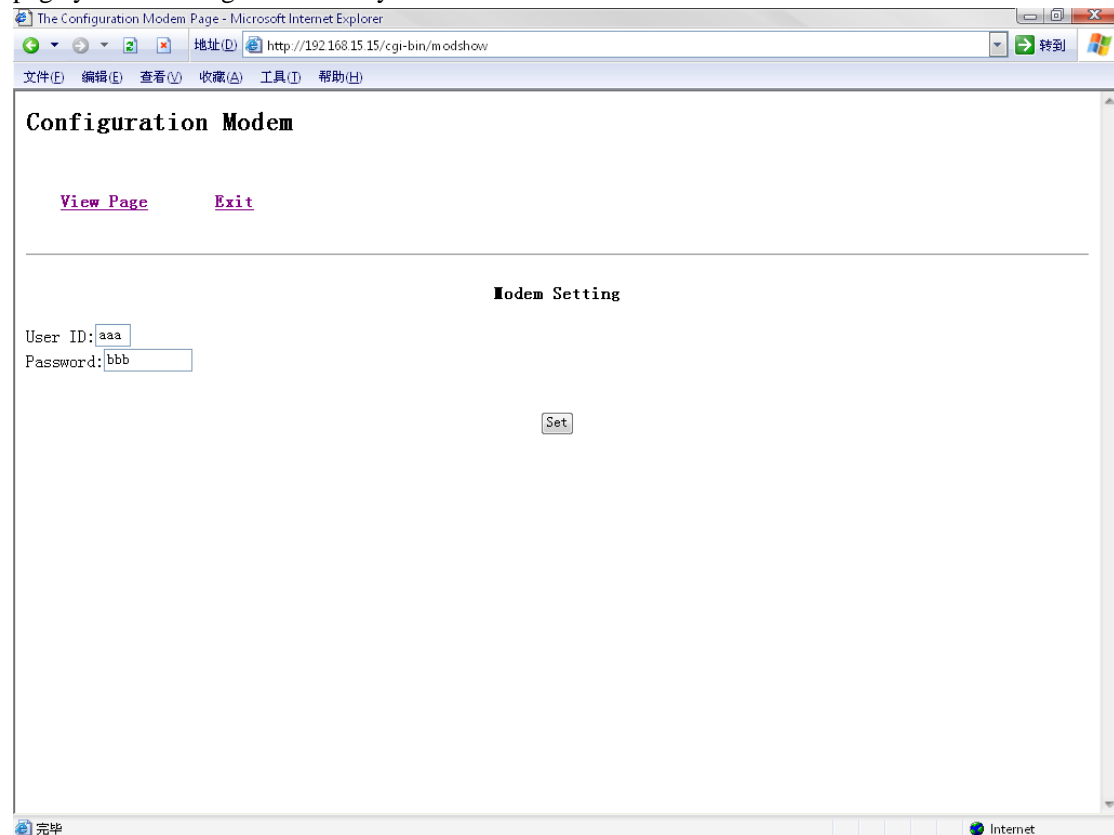 The Configuration Modem Page - Microsoft Internet Explorer
地址(D) http://192.168.15.15/cgi-bin/modshow 转到
文件(F) 编辑(E) 查看(V) 收藏(A) 工具(T) 帮助(H)
Configuration Modem
View Page Exit
Modem Setting
User ID: aaa
Password: bbb
Set
完毕 Internet